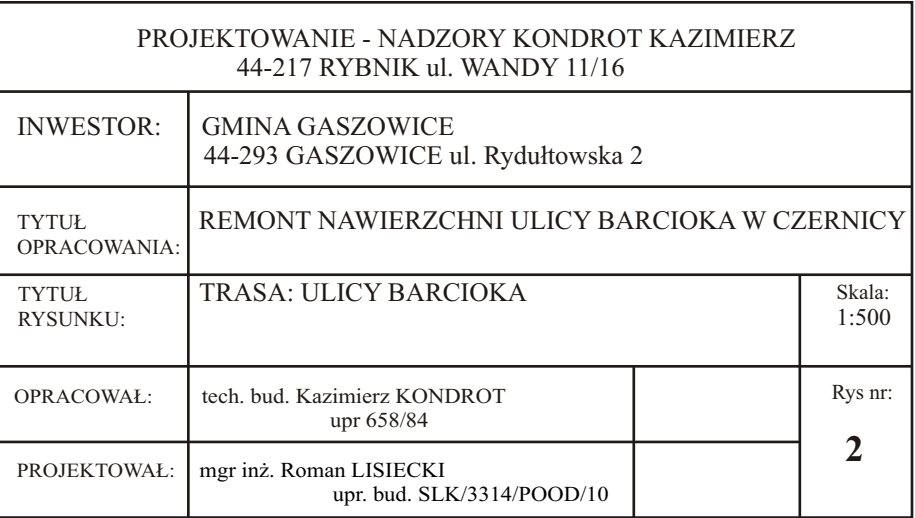 PROJEKTOWANIE - NADZORY KONDROT KAZIMIERZ
44-217 RYBNIK ul. WANDY 11/16
INWESTOR:
GMINA GASZOWICE
44-293 GASZOWICE ul. Rydułtowska 2
TYTUŁ
OPRACOWANIA:
REMONT NAWIERZCHNI ULICY BARCIOKA W CZERNICY
TYTUŁ
RYSUNKU:
TRASA: ULICY BARCIOKA
Skala:
1:500
OPRACOWAŁ:
tech. bud. Kazimierz KONDROT
upr 658/84
Rys nr:
2
PROJEKTOWAŁ:
mgr inż. Roman LISIECKI
upr. bud. SLK/3314/POOD/10